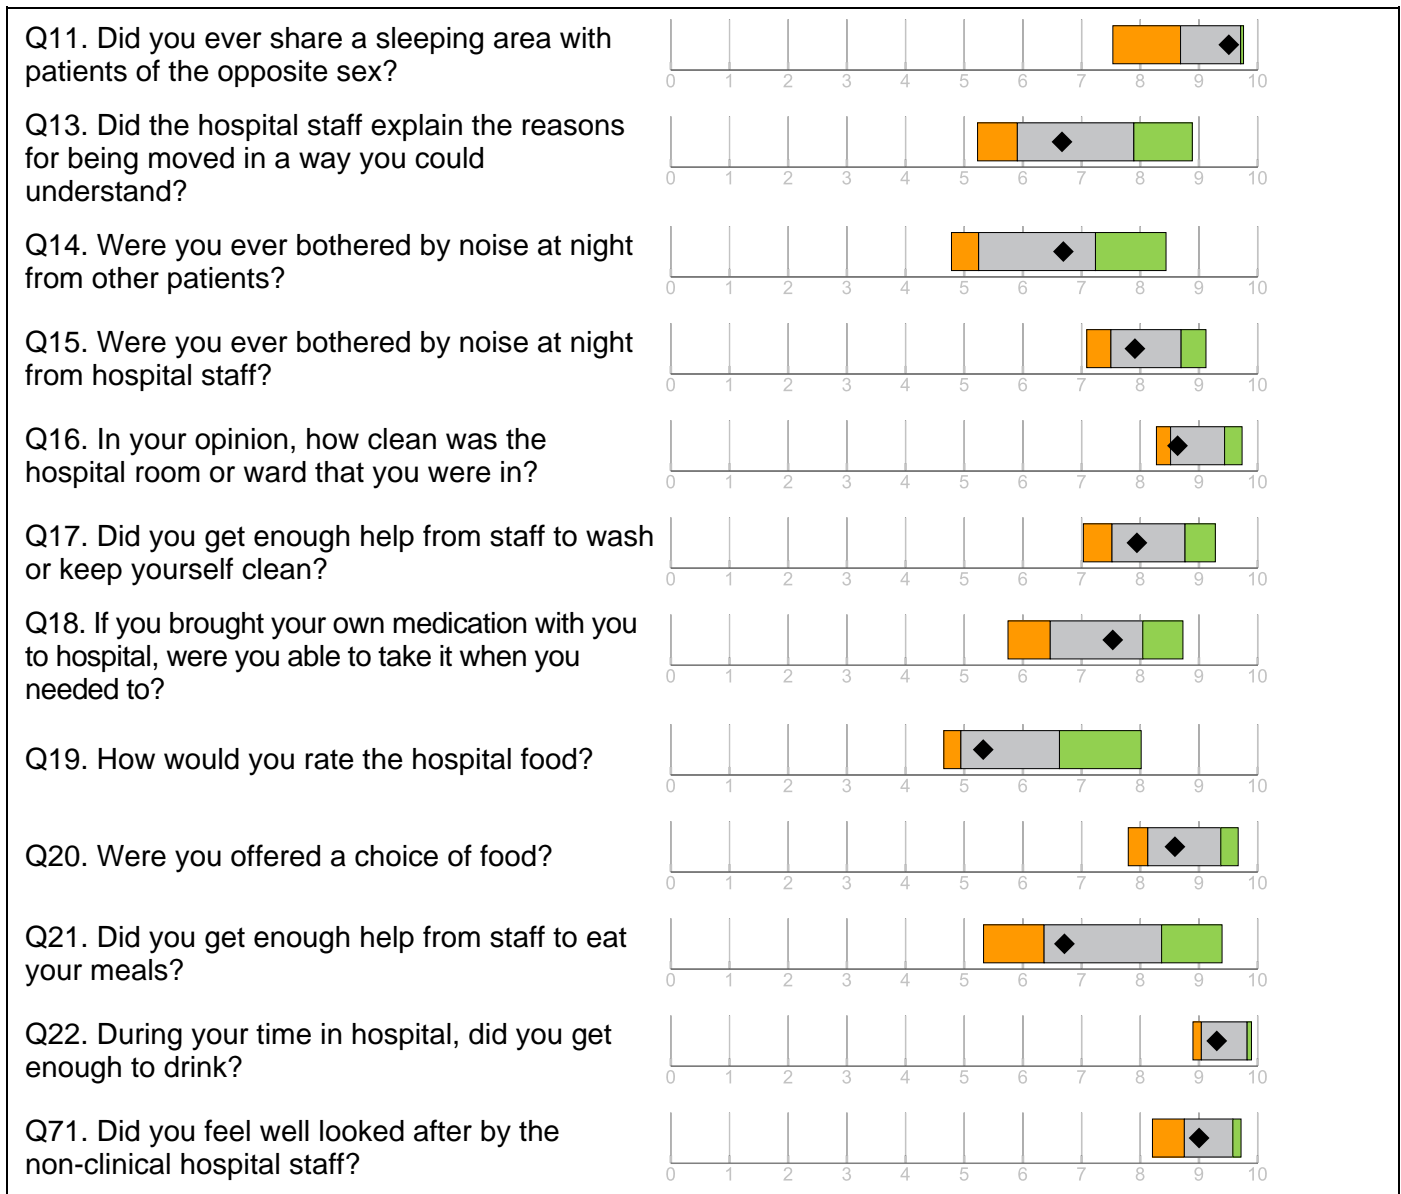 Q11. Did you ever share a sleeping area with
patients of the opposite sex?
0 1 2 3 4 5 6 7 8 9 10
Q13. Did the hospital staff explain the reasons
for being moved in a way you could
understand?
0 1 2 3 4 5 6 7 8 9 10
Q14. Were you ever bothered by noise at night
from other patients?
0 1 2 3 4 5 6 7 8 9 10
Q15. Were you ever bothered by noise at night
from hospital staff?
0 1 2 3 4 5 6 7 8 9 10
Q16. In your opinion, how clean was the
hospital room or ward that you were in?
0 1 2 3 4 5 6 7 8 9 10
Q17. Did you get enough help from staff to wash
or keep yourself clean?
0 1 2 3 4 5 6 7 8 9 10
Q18. If you brought your own medication with you
to hospital, were you able to take it when you
needed to?
0 1 2 3 4 5 6 7 8 9 10
Q19. How would you rate the hospital food?
0 1 2 3 4 5 6 7 8 9 10
Q20. Were you offered a choice of food?
0 1 2 3 4 5 6 7 8 9 10
Q21. Did you get enough help from staff to eat
your meals?
0 1 2 3 4 5 6 7 8 9 10
Q22. During your time in hospital, did you get
enough to drink?
0 1 2 3 4 5 6 7 8 9 10
Q71. Did you feel well looked after by the
non-clinical hospital staff?
0 1 2 3 4 5 6 7 8 9 10